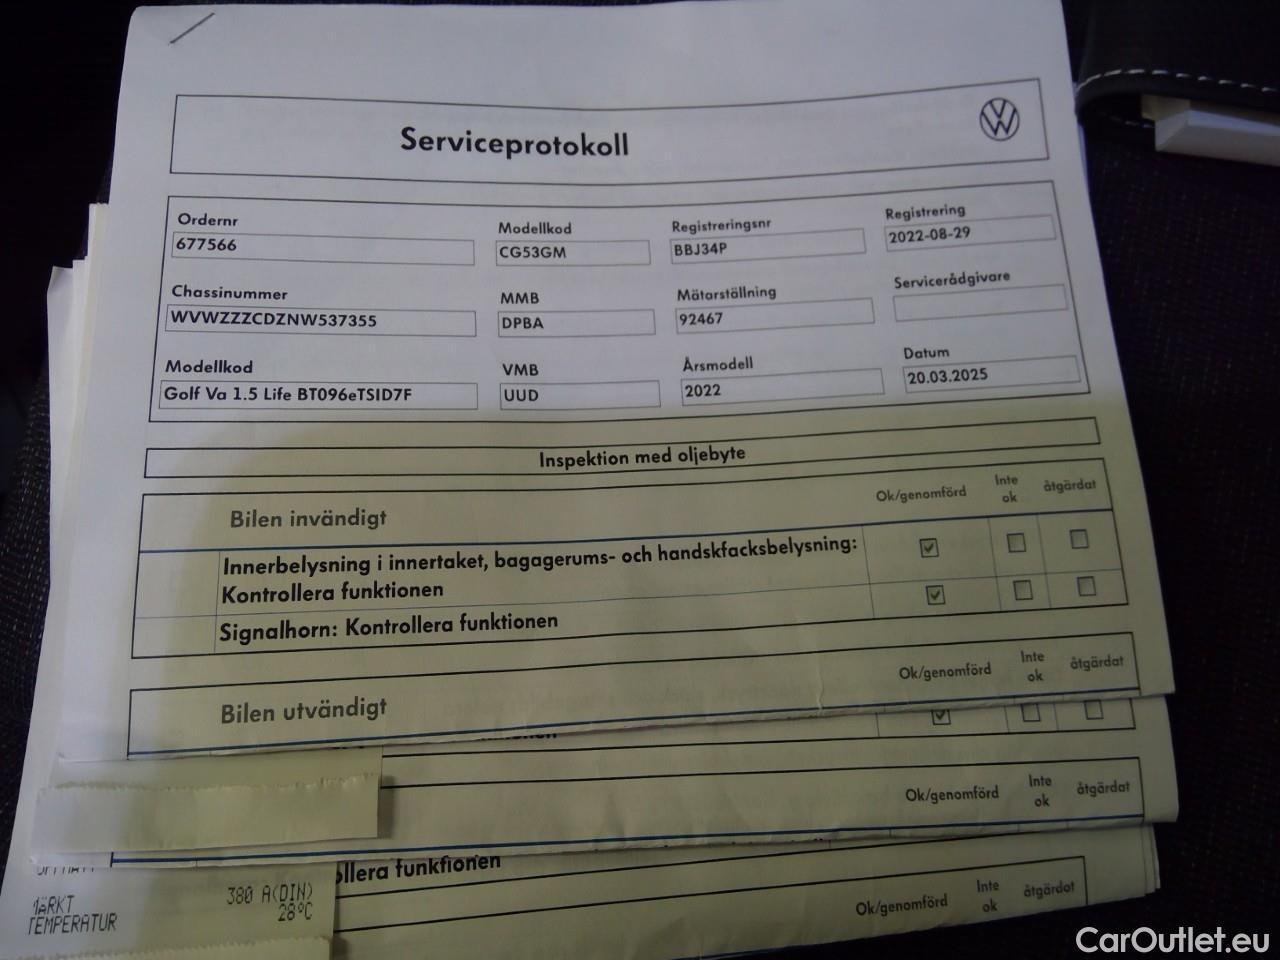 Serviceprotokoll
Ordernr
677566
Modellkod
CG53GM
Registreringsnr
BBJ34P
Registrering
2022-08-29
Chassinummer
WVWZZZCDZNW537355
MMB
DPBA
Mätarställning
92467
Servicerådgivare
Modellkod
Golf Va 1.5 Life BT096eTSID7F
VMB
UUD
Årsmodell
2022
Datum
20.03.2025
Inspektion med oljebyte
Bilen invändigt
Ok/genomförd
Inte
ok
åtgärdat
Innerbelysning i innertaket, bagagerums- och handskfacksbelysning:
Kontrollera funktionen
Signalhorn: Kontrollera funktionen
Bilen utvändigt
Ok/genomförd
Inte
ok
åtgärdat
Ok/genomförd
Inte
ok
åtgärdat
ollera funktionen
Ok/genomförd
Inte
ok
åtgärdat
MÄRKT 380 A(DIN)
TEMPERATUR 28°C
CarOutlet.eu